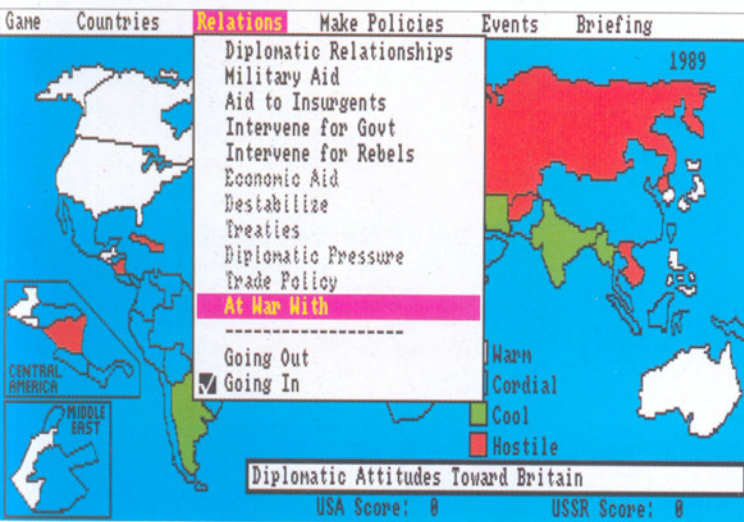 Game Countries Relations Make Policies Events Briefing
1989
Diplomatic Relationships
Military Aid
Aid to Insurgents
Intervene for Govt
Intervene for Rebels
Economic Aid
Destabilize
Treaties
Diplomatic Pressure
Trade Policy
At War With
-------------------
Going Out
Going In
CENTRAL
AMERICA
MIDDLE
EAST
Warm
Cordial
Cool
Hostile
Diplomatic Attitudes Toward Britain
USA Score: 0 USSR Score: 0